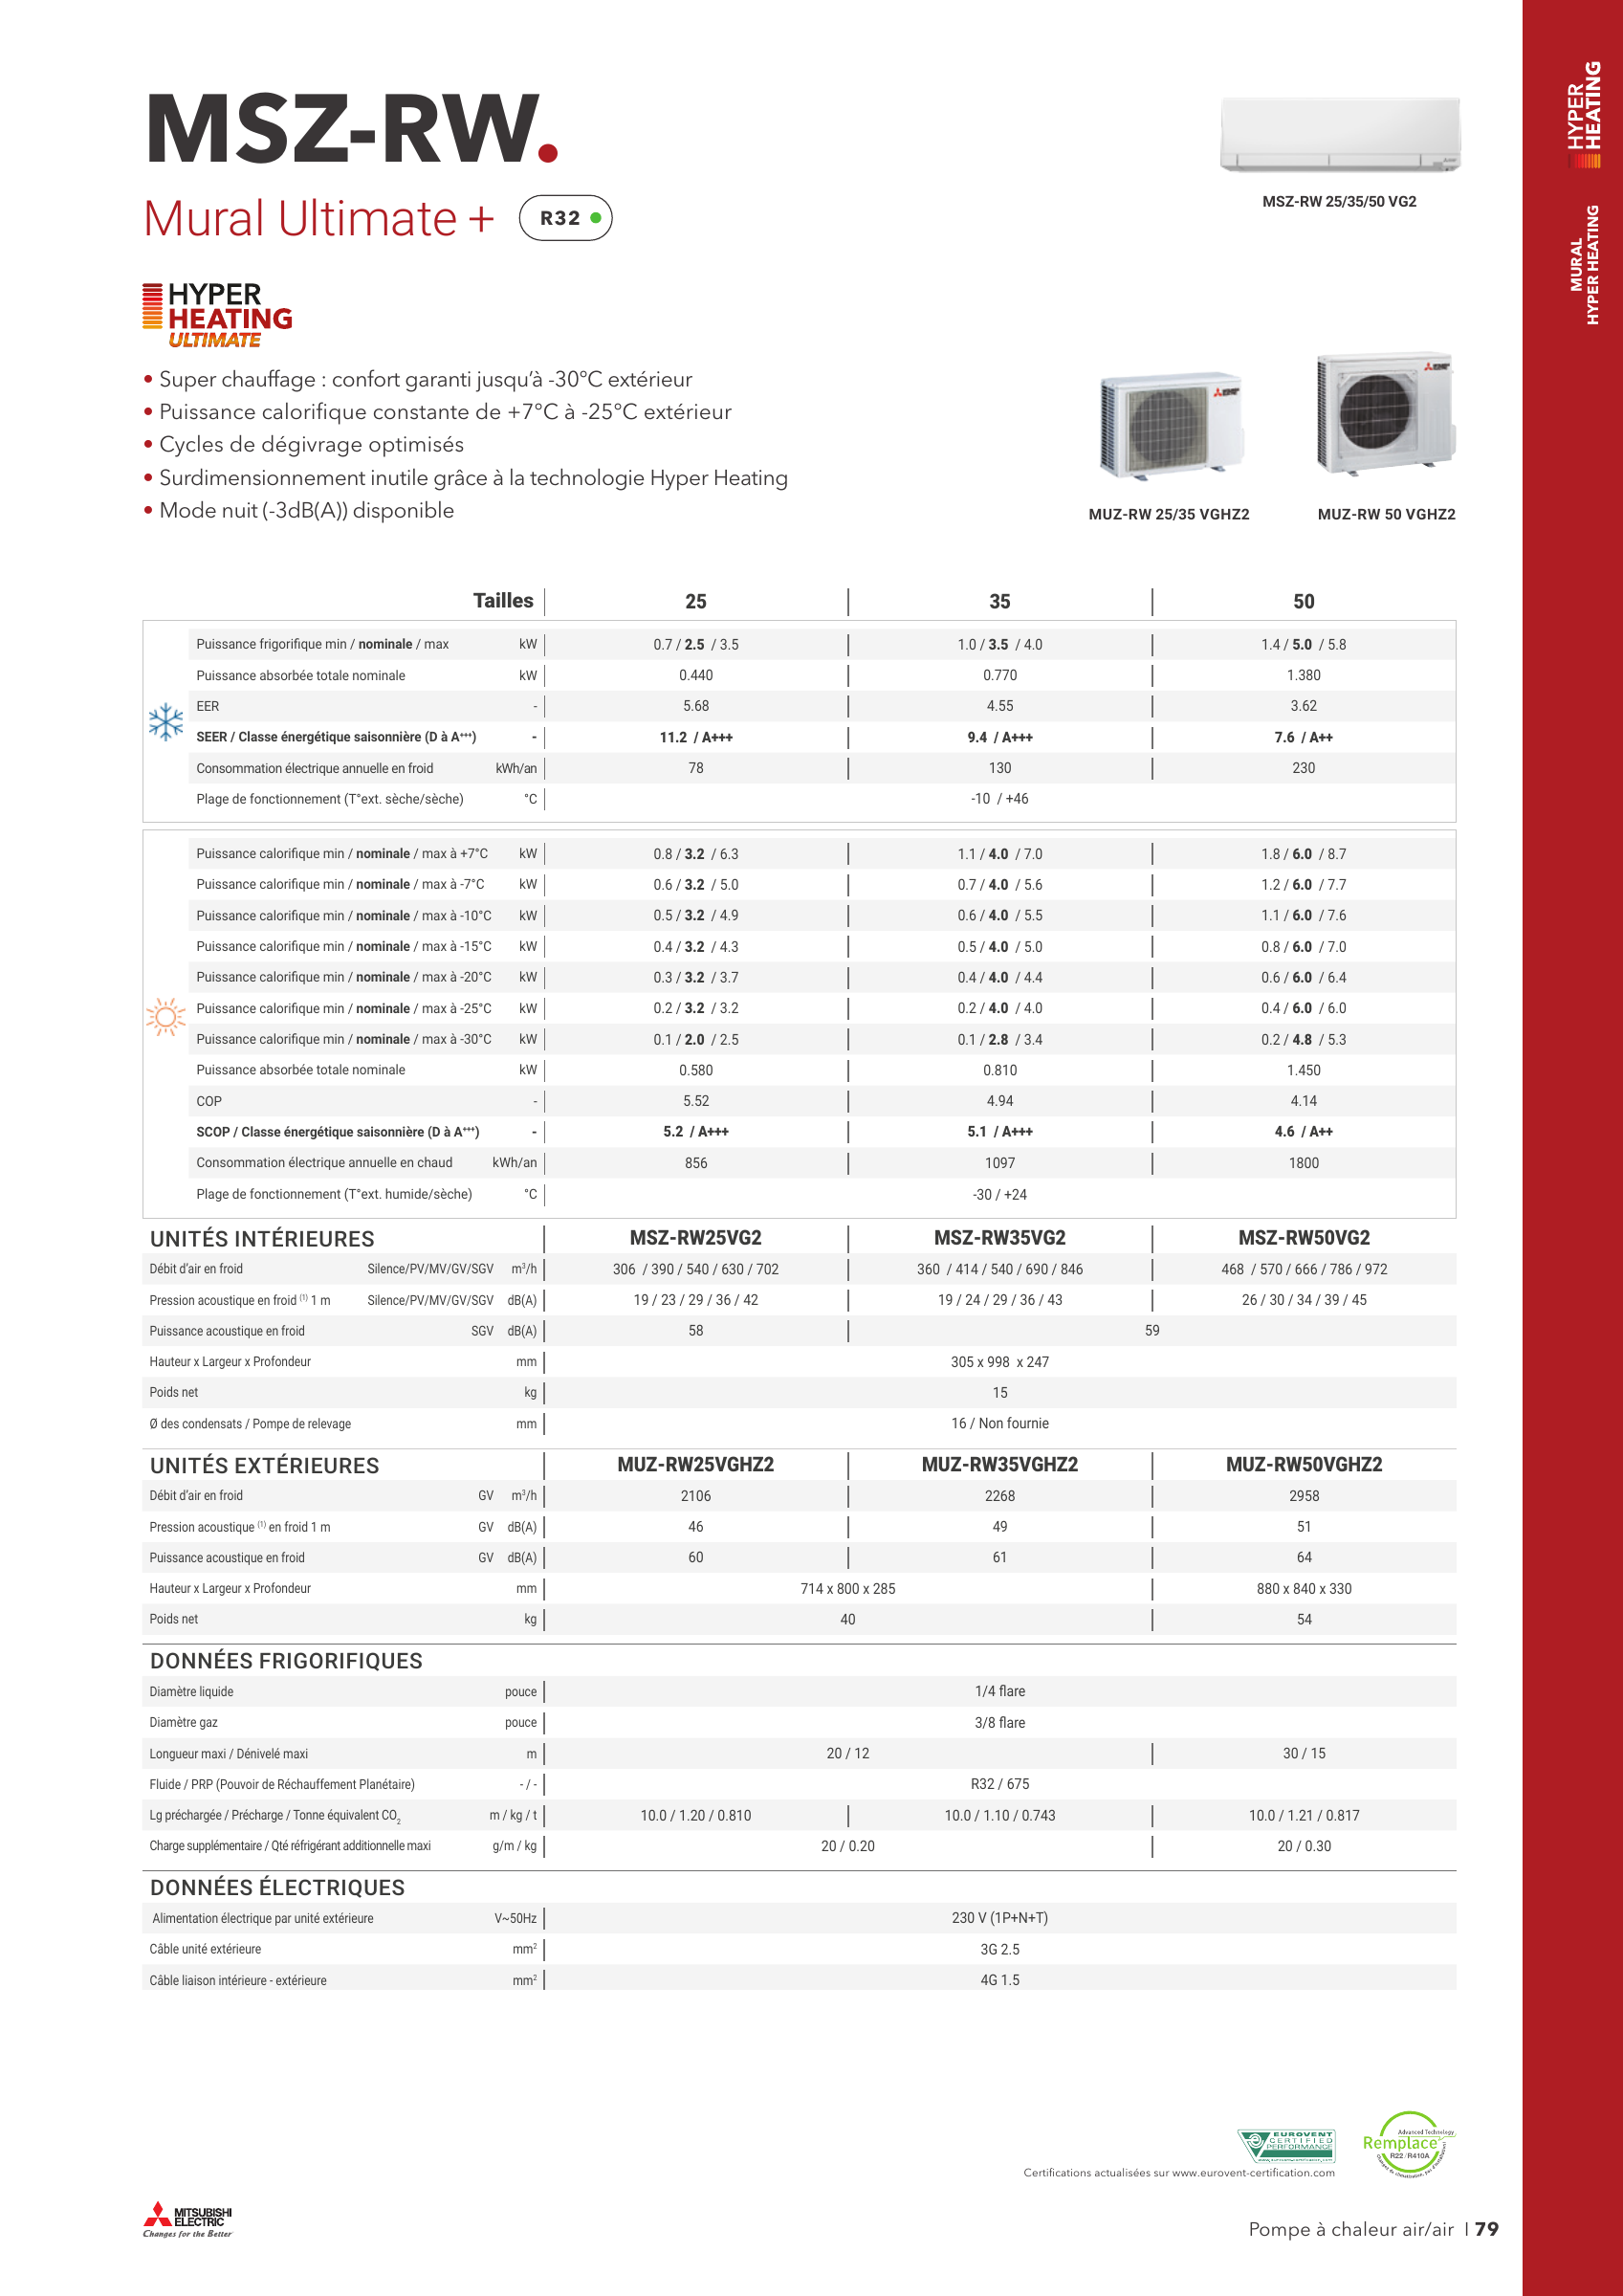 MSZ-RW.
Mural Ultimate + R32
HYPER
HEATING
ULTIMATE
• Super chauffage : confort garanti jusqu'à -30°C extérieur
• Puissance calorifique constante de +7°C à -25°C extérieur
• Cycles de dégivrage optimisés
• Surdimensionnement inutile grâce à la technologie Hyper Heating
• Mode nuit (-3dB(A)) disponible
MSZ-RW 25/35/50 VG2
MUZ-RW 25/35 VGHZ2 MUZ-RW 50 VGHZ2
HYPER
HEATING
MURAL
HYPER HEATING
Tailles 25 35 50
Puissance frigorifique min / nominale / max kW 0.7 / 2.5 / 3.5 1.0 / 3.5 / 4.0 1.4 / 5.0 / 5.8
Puissance absorbée totale nominale kW 0.440 0.770 1.380
EER - 5.68 4.55 3.62
SEER / Classe énergétique saisonnière (D à A+++) - 11.2 / A+++ 9.4 / A+++ 7.6 / A++
Consommation électrique annuelle en froid kWh/an 78 130 230
Plage de fonctionnement (T°ext. sèche/sèche) °C -10 / +46
Puissance calorifique min / nominale / max à +7°C kW 0.8 / 3.2 / 6.3 1.1 / 4.0 / 7.0 1.8 / 6.0 / 8.7
Puissance calorifique min / nominale / max à -7°C kW 0.6 / 3.2 / 5.0 0.7 / 4.0 / 5.6 1.2 / 6.0 / 7.7
Puissance calorifique min / nominale / max à -10°C kW 0.5 / 3.2 / 4.9 0.6 / 4.0 / 5.5 1.1 / 6.0 / 7.6
Puissance calorifique min / nominale / max à -15°C kW 0.4 / 3.2 / 4.3 0.5 / 4.0 / 5.0 0.8 / 6.0 / 7.0
Puissance calorifique min / nominale / max à -20°C kW 0.3 / 3.2 / 3.7 0.4 / 4.0 / 4.4 0.6 / 6.0 / 6.4
Puissance calorifique min / nominale / max à -25°C kW 0.2 / 3.2 / 3.2 0.2 / 4.0 / 4.0 0.4 / 6.0 / 6.0
Puissance calorifique min / nominale / max à -30°C kW 0.1 / 2.0 / 2.5 0.1 / 2.8 / 3.4 0.2 / 4.8 / 5.3
Puissance absorbée totale nominale kW 0.580 0.810 1.450
COP - 5.52 4.94 4.14
SCOP / Classe énergétique saisonnière (D à A+++) - 5.2 / A+++ 5.1 / A+++ 4.6 / A++
Consommation électrique annuelle en chaud kWh/an 856 1097 1800
Plage de fonctionnement (T°ext. humide/sèche) °C -30 / +24
UNITÉS INTÉRIEURES MSZ-RW25VG2 MSZ-RW35VG2 MSZ-RW50VG2
Débit d'air en froid Silence/PV/MV/GV/SGV m³/h 306 / 390 / 540 / 630 / 702 360 / 414 / 540 / 690 / 846 468 / 570 / 666 / 786 / 972
Pression acoustique en froid (1) 1 m Silence/PV/MV/GV/SGV dB(A) 19 / 23 / 29 / 36 / 42 19 / 24 / 29 / 36 / 43 26 / 30 / 34 / 39 / 45
Puissance acoustique en froid SGV dB(A) 58 59
Hauteur x Largeur x Profondeur mm 305 x 998 x 247
Poids net kg 15
Ø des condensats / Pompe de relevage mm 16 / Non fournie
UNITÉS EXTÉRIEURES MUZ-RW25VGHZ2 MUZ-RW35VGHZ2 MUZ-RW50VGHZ2
Débit d'air en froid GV m³/h 2106 2268 2958
Pression acoustique (1) en froid 1 m GV dB(A) 46 49 51
Puissance acoustique en froid GV dB(A) 60 61 64
Hauteur x Largeur x Profondeur mm 714 x 800 x 285 880 x 840 x 330
Poids net kg 40 54
DONNÉES FRIGORIFIQUES
Diamètre liquide pouce 1/4 flare
Diamètre gaz pouce 3/8 flare
Longueur maxi / Dénivelé maxi m 20 / 12 30 / 15
Fluide / PRP (Pouvoir de Réchauffement Planétaire) - / - R32 / 675
Lg préchargée / Précharge / Tonne équivalent CO2 m / kg / t 10.0 / 1.20 / 0.810 10.0 / 1.10 / 0.743 10.0 / 1.21 / 0.817
Charge supplémentaire / Qté réfrigérant additionnelle maxi g/m / kg 20 / 0.20 20 / 0.30
DONNÉES ÉLECTRIQUES
Alimentation électrique par unité extérieure V~50Hz 230 V (1P+N+T)
Câble unité extérieure mm² 3G 2.5
Câble liaison intérieure - extérieure mm² 4G 1.5
EUROVENT
CERTIFIED
PERFORMANCE
Certifications actualisées sur www.eurovent-certification.com
Advanced Technology
Remplace
R22/R410A
MITSUBISHI
ELECTRIC
Changes for the Better
Pompe à chaleur air/air I 79